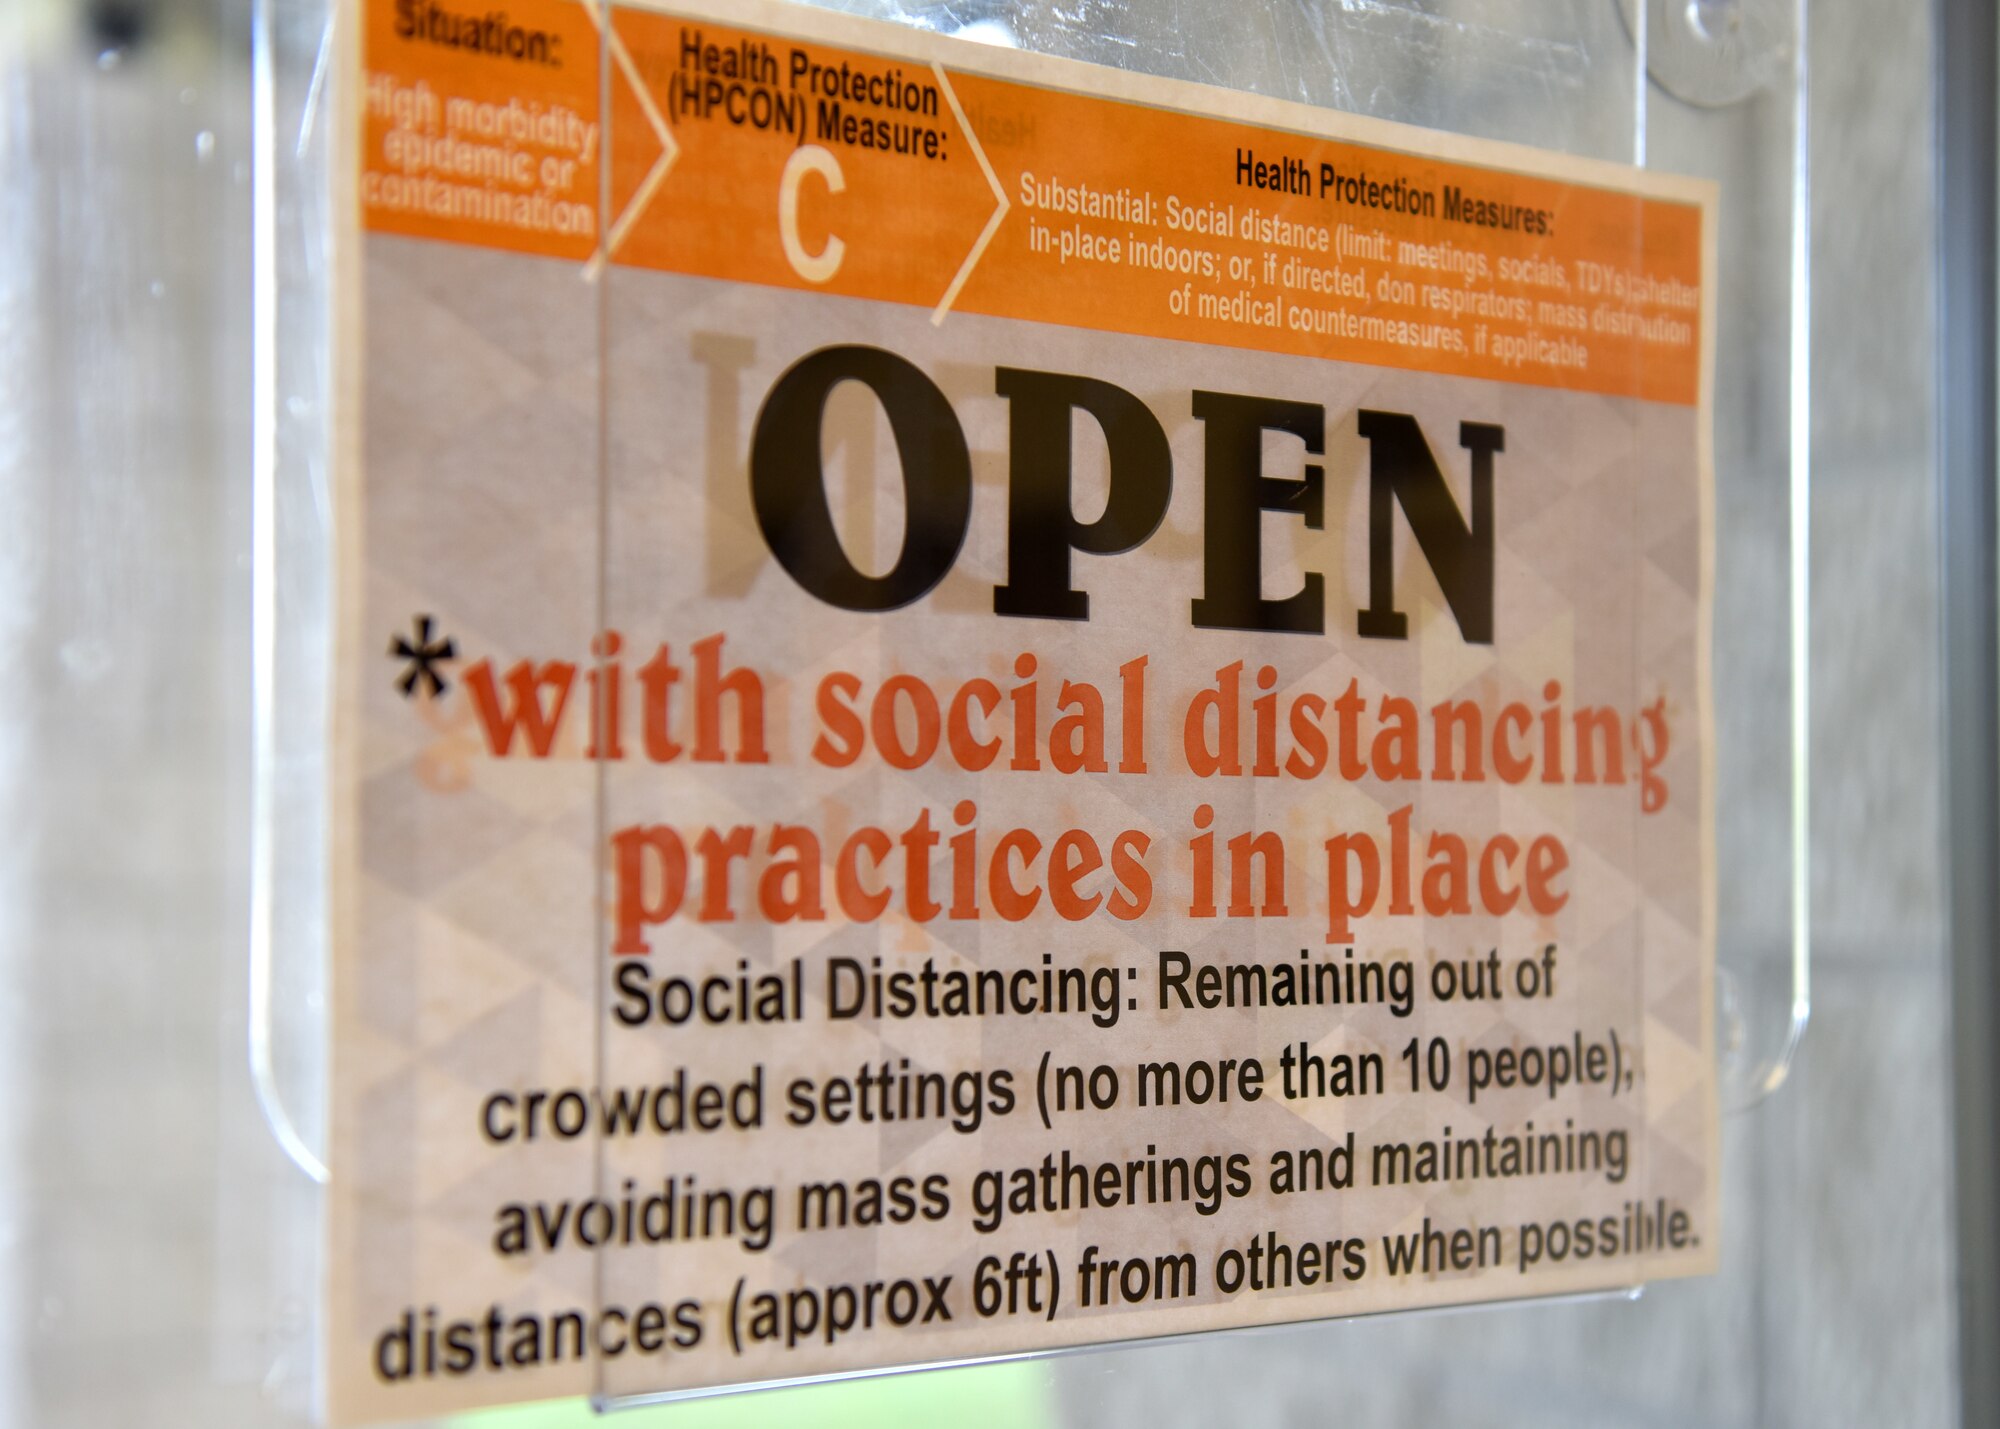 Situation:
High morbidity
epidemic or
contamination
Health Protection
(HPCON) Measure:
C
Health Protection Measures:
Substantial: Social distance (limit: meetings, socials, TDYs);shelter
in-place indoors; or, if directed, don respirators; mass distribution
of medical countermeasures, if applicable
OPEN
*with social distancing
practices in place
Social Distancing: Remaining out of
crowded settings (no more than 10 people),
avoiding mass gatherings and maintaining
distances (approx 6ft) from others when possible.